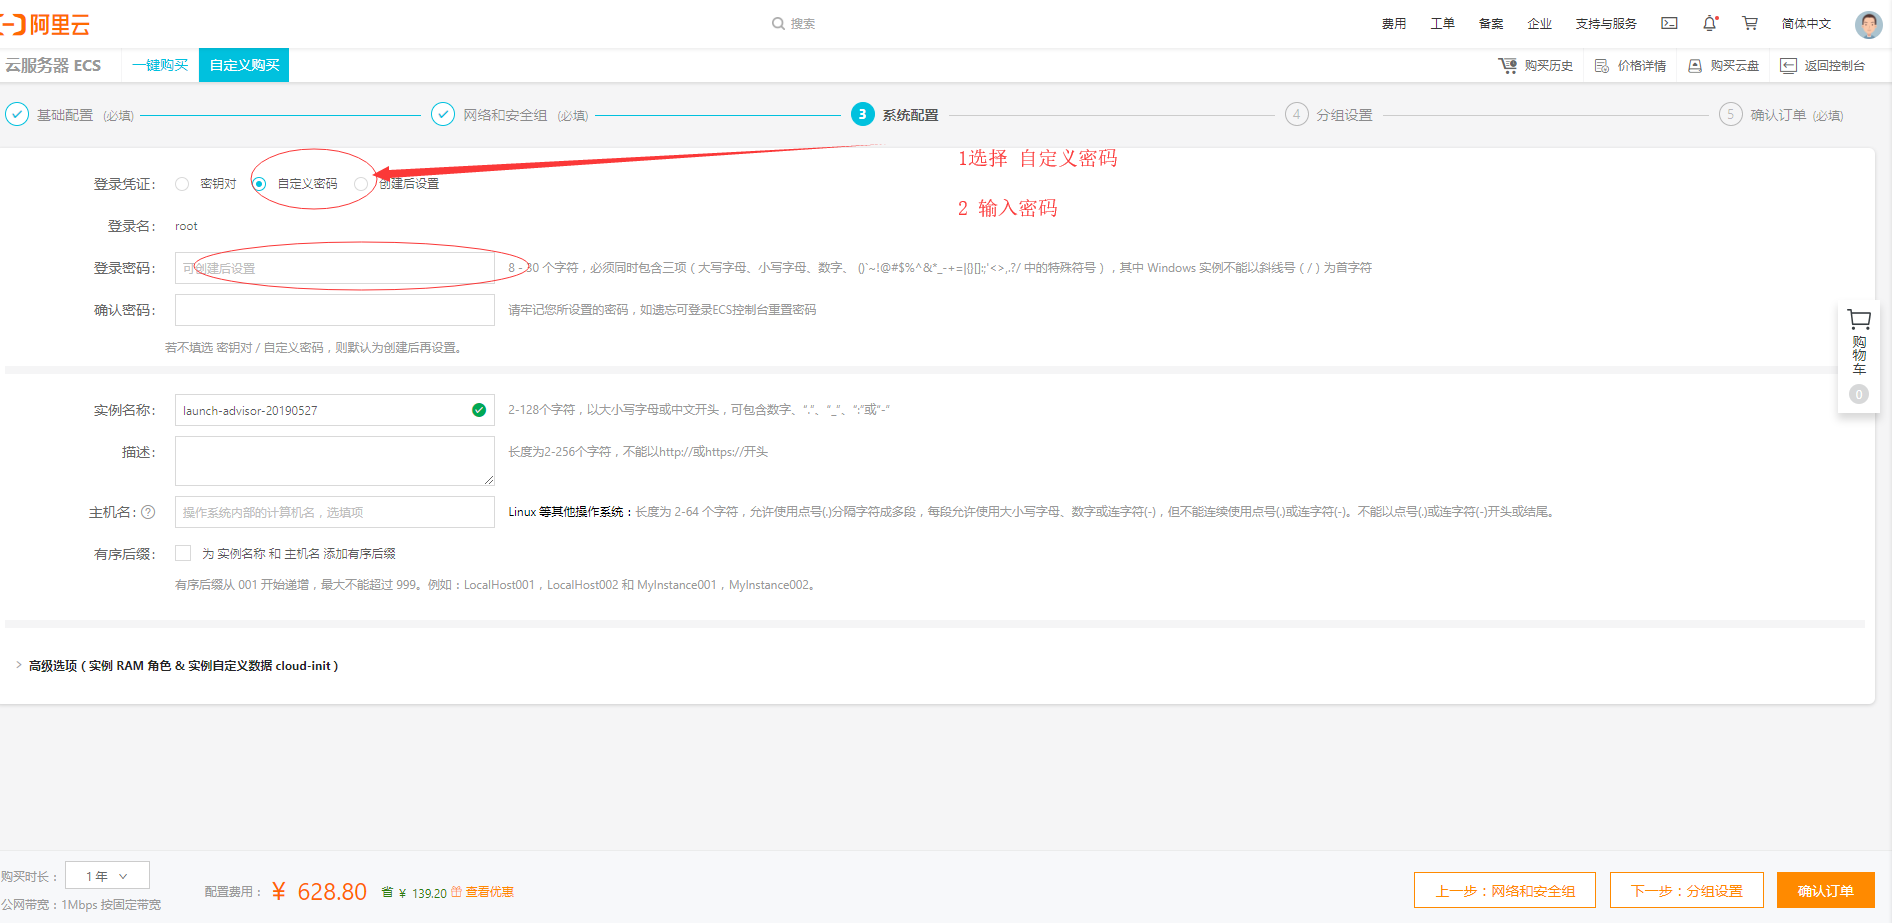 阿里云
搜索
费用 工单 备案 企业 支持与服务 简体中文
云服务器 ECS 一键购买 自定义购买 购买历史 价格详情 购买云盘 返回控制台
基础配置 (必填) 网络和安全组 (必填) 3 系统配置 4 分组设置 5 确认订单 (必填)
1选择 自定义密码
登录凭证： 密钥对 自定义密码 创建后设置
2 输入密码
登录名： root
登录密码： 可创建后设置 8 - 30 个字符，必须同时包含三项（大写字母、小写字母、数字、 ()`~!@#$%^&*_-+=|{}[]:;'<>,.?/ 中的特殊符号），其中 Windows 实例不能以斜线号（/）为首字符
确认密码： 请牢记您所设置的密码，如遗忘可登录ECS控制台重置密码
若不填选 密钥对 / 自定义密码，则默认为创建后再设置。
购物车
0
实例名称： launch-advisor-20190527 2-128个字符，以大小写字母或中文开头，可包含数字、"."、"_"、":"或"-"
描述： 长度为2-256个字符，不能以http://或https://开头
主机名： 操作系统内部的计算机名，选填项 Linux 等其他操作系统：长度为 2-64 个字符，允许使用点号(.)分隔字符成多段，每段允许使用大小写字母、数字或连字符(-)，但不能连续使用点号(.)或连字符(-)。不能以点号(.)或连字符(-)开头或结尾。
有序后缀： 为 实例名称 和 主机名 添加有序后缀
有序后缀从 001 开始递增，最大不能超过 999。例如：LocalHost001，LocalHost002 和 MyInstance001，MyInstance002。
高级选项（实例 RAM 角色 & 实例自定义数据 cloud-init）
购买时长： 1 年 配置费用： ¥ 628.80 省 ¥ 139.20 查看优惠 上一步：网络和安全组 下一步：分组设置 确认订单
公网带宽：1Mbps 按固定带宽